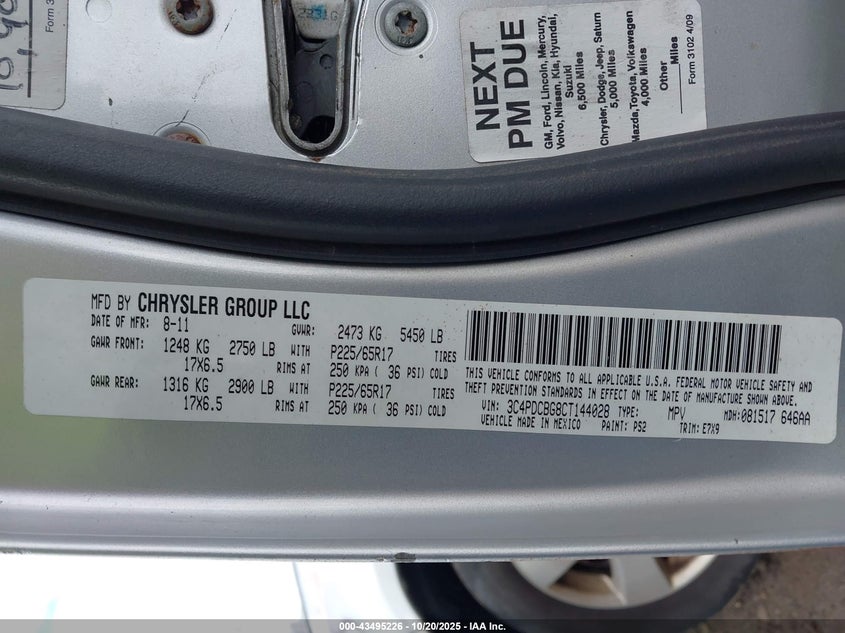 10,90
Form 3
2231G
NEXT
PM DUE
GM, Ford, Lincoln, Mercury,
Volvo, Nissan, Kia, Hyundai,
Suzuki
6,500 Miles
Chrysler, Dodge, Jeep, Saturn
5,000 Miles
Mazda, Toyota, Volkswagen
4,000 Miles
Other
Miles
Form 3102 4/09
MFD BY CHRYSLER GROUP LLC
DATE OF MFR: 8-11 GVWR: 2473 KG 5450 LB
GAWR FRONT: 1248 KG 2750 LB WITH P225/65R17 TIRES
17X6.5 RIMS AT 250 KPA ( 36 PSI) COLD
GAWR REAR: 1316 KG 2900 LB WITH P225/65R17 TIRES
17X6.5 RIMS AT 250 KPA ( 36 PSI) COLD
THIS VEHICLE CONFORMS TO ALL APPLICABLE U.S.A. FEDERAL MOTOR VEHICLE SAFETY AND
THEFT PREVENTION STANDARDS IN EFFECT ON THE DATE OF MANUFACTURE SHOWN ABOVE.
VIN: 3C4PDCBG8CT144028 TYPE: MPV MDH: 081517 646AA
VEHICLE MADE IN MEXICO PAINT: PS2 TRIM: E7X9
000-43495226 - 10/20/2025 - IAA Inc.